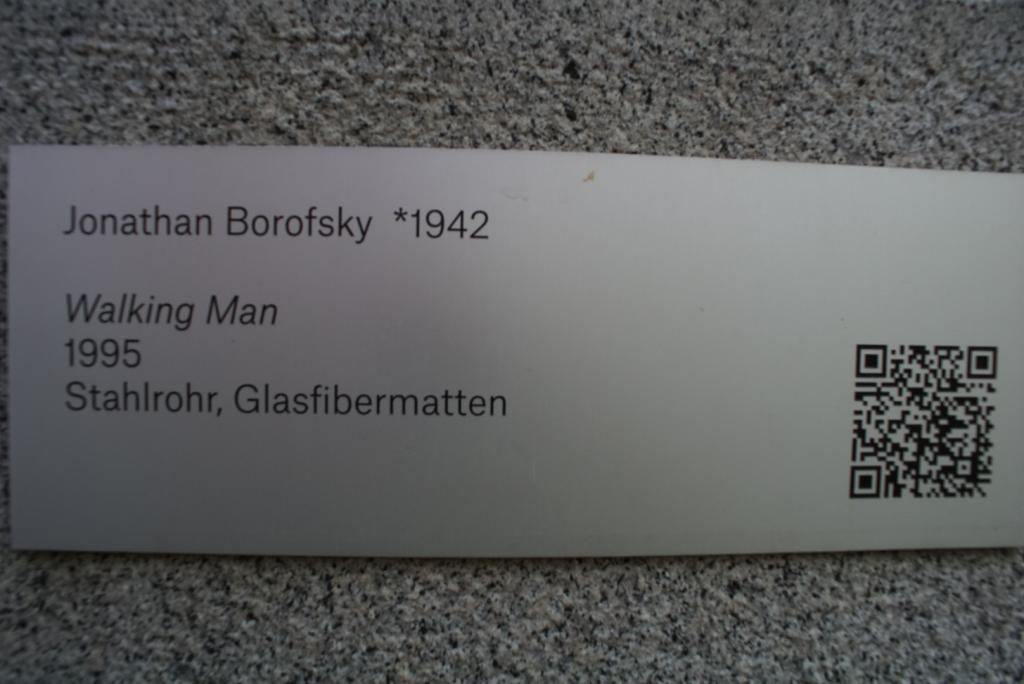 Jonathan Borofsky *1942
Walking Man
1995
Stahlrohr, Glasfibermatten